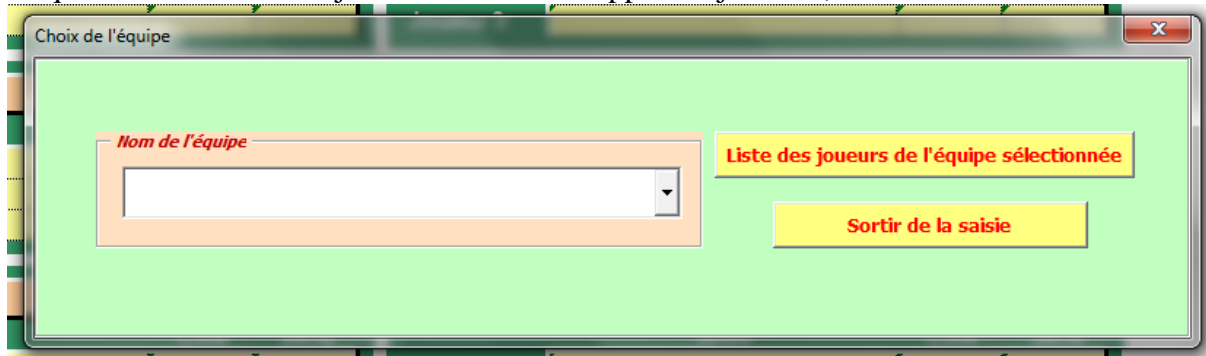 Choix de l'équipe
Nom de l'équipe
Liste des joueurs de l'équipe sélectionnée
Sortir de la saisie